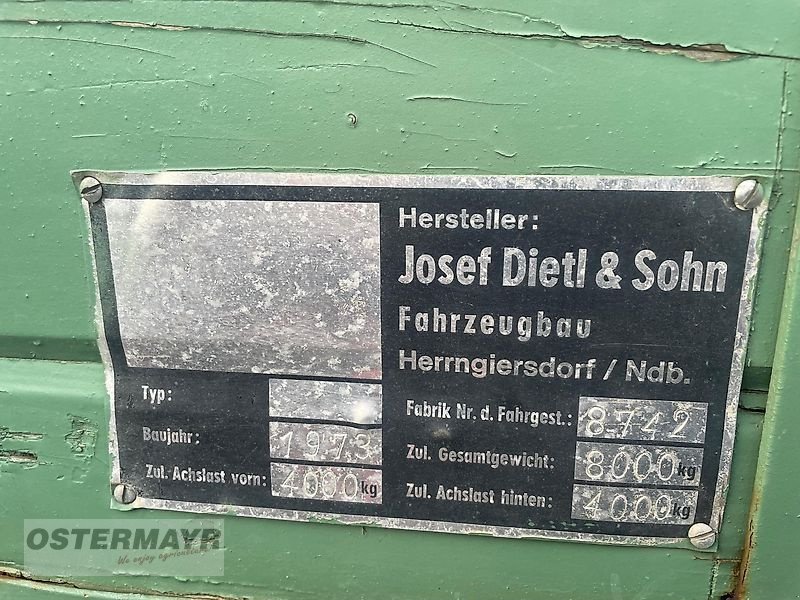 Hersteller:
Josef Dietl & Sohn
Fahrzeugbau
Herrngiersdorf / Ndb.
Typ:
Baujahr: 1973
Zul. Achslast vorn: 4000 kg
Fabrik Nr. d. Fahrgest.: 8742
Zul. Gesamtgewicht: 8000 kg
Zul. Achslast hinten: 4000 kg
OSTERMAYR
We enjoy agriculture